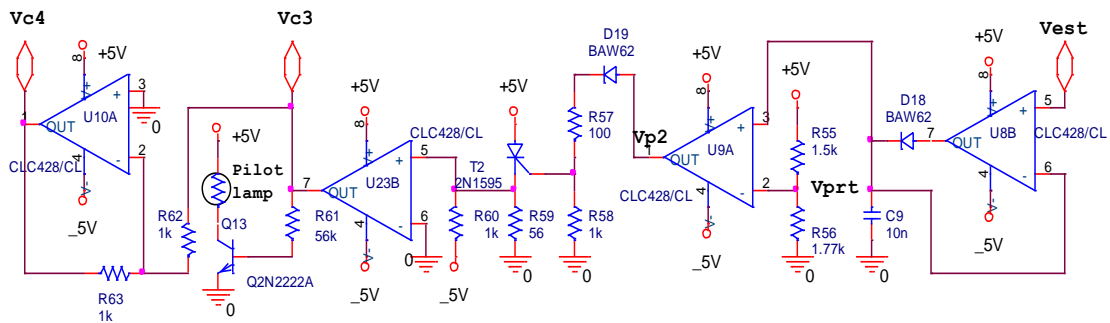 Vc4
Vc3
Vest
D19
BAW62
+5V
+5V
+5V
+5V
+5V
+5V
+5V
8
3
V+
+
U10A
1
OUT
0
CLC428/CL
2
-
4
V-
_5V
R62
1k
R63
1k
+5V
Pilot
lamp
Q13
Q2N2222A
0
R61
56k
8
V+
5
+
7
OUT
U23B
CLC428/CL
6
-
4
V-
0
_5V
T2
2N1595
R60
1k
_5V
R59
56
0
R57
100
R58
1k
0
Vp2
1
OUT
U9A
8
V+
3
+
CLC428/CL
2
-
4
V-
_5V
R55
1.5k
Vprt
R56
1.77k
0
C9
10n
0
D18
BAW62
7
OUT
U8B
8
V+
5
+
CLC428/CL
6
-
4
V-
_5V